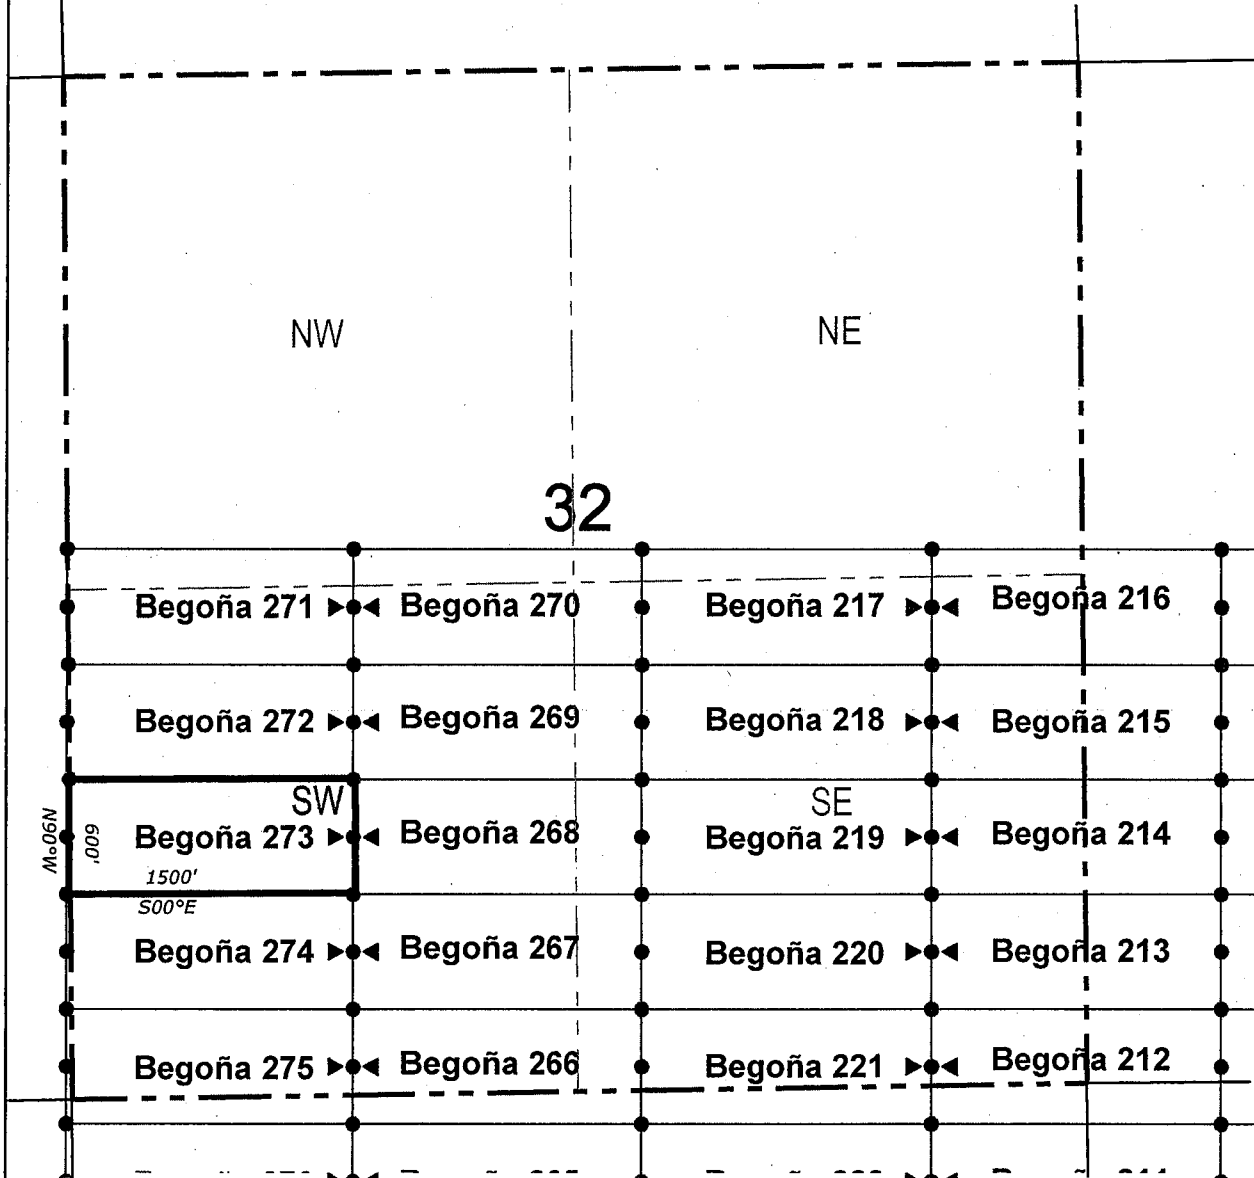 NW NE
32
Begoña 271 Begoña 270 Begoña 217 Begoña 216
Begoña 272 Begoña 269 Begoña 218 Begoña 215
SW SE
Begoña 273 Begoña 268 Begoña 219 Begoña 214
N90°W
600'
1500'
S00°E
Begoña 274 Begoña 267 Begoña 220 Begoña 213
Begoña 275 Begoña 266 Begoña 221 Begoña 212